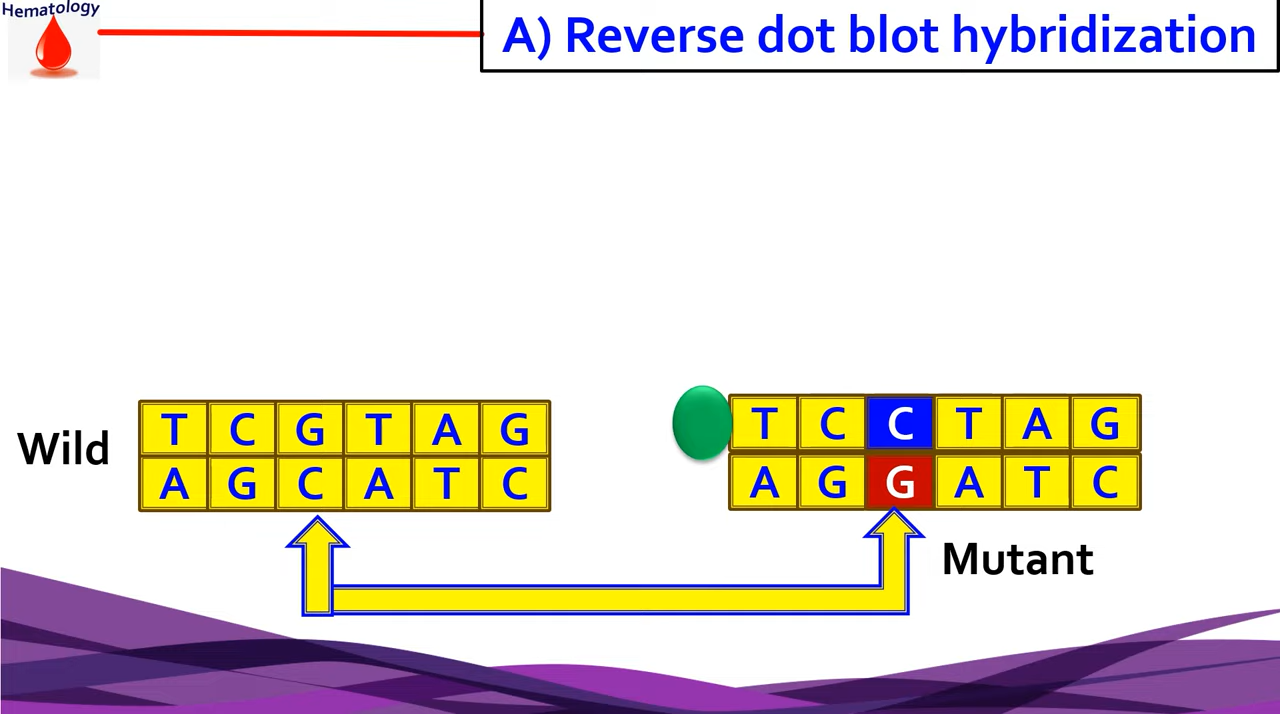 Hematology
A) Reverse dot blot hybridization
Wild
T C G T A G
A G C A T C
T C C T A G
A G G A T C
Mutant